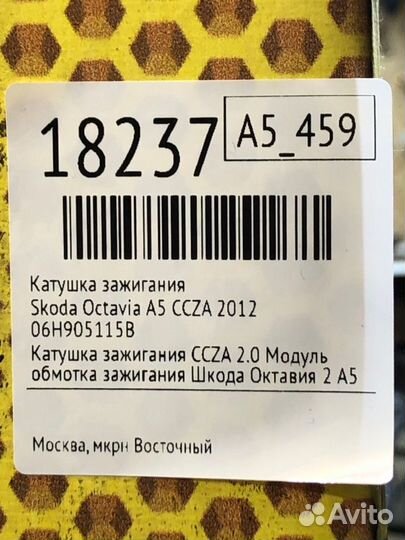 18237
A5_459
Катушка зажигания
Skoda Octavia A5 CCZA 2012
06H905115B
Катушка зажигания CCZA 2.0 Модуль
обмотка зажигания Шкода Октавия 2 А5
Москва, мкрн Восточный
Avito